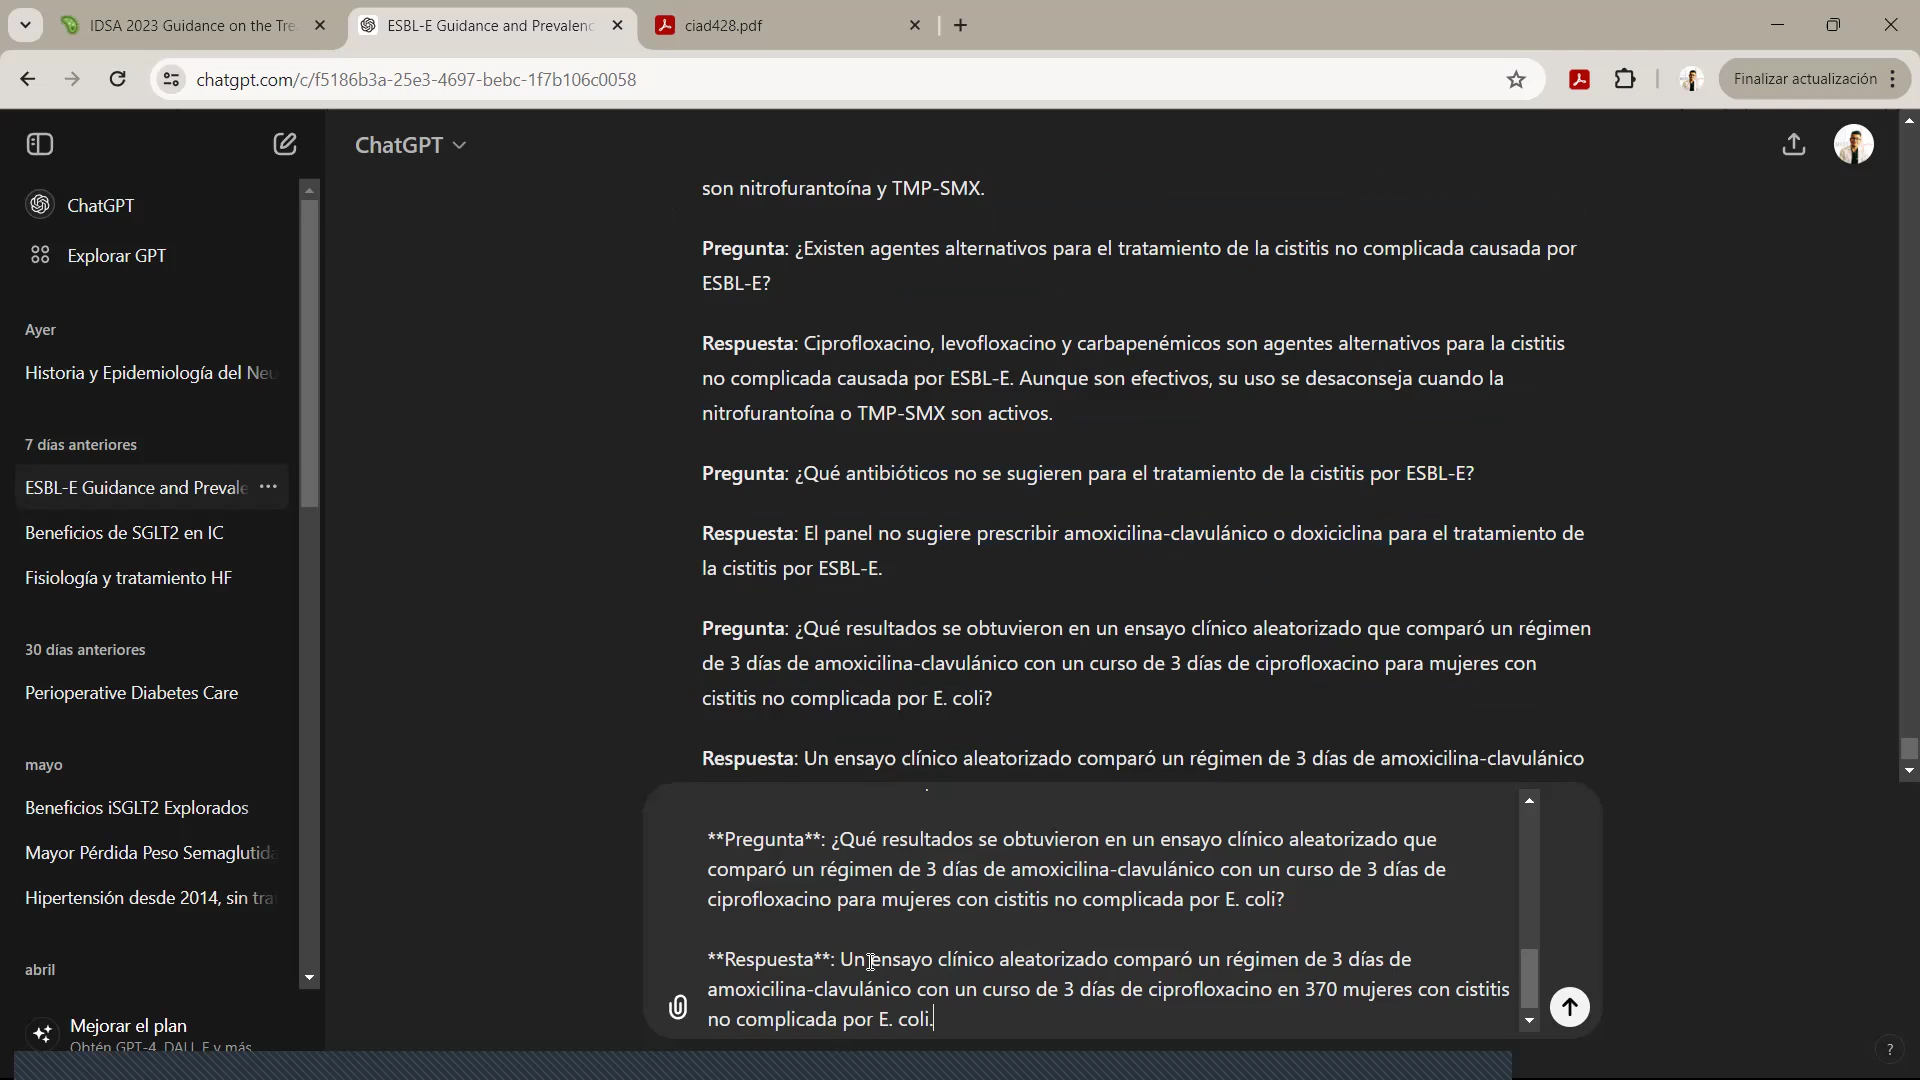 IDSA 2023 Guidance on the Tre
ESBL-E Guidance and Prevalenc
ciad428.pdf
chatgpt.com/c/f5186b3a-25e3-4697-bebc-1f7b106c0058
Finalizar actualización
ChatGPT
Explorar GPT
Ayer
Historia y Epidemiología del Neu
7 días anteriores
ESBL-E Guidance and Prevale
Beneficios de SGLT2 en IC
Fisiología y tratamiento HF
30 días anteriores
Perioperative Diabetes Care
mayo
Beneficios iSGLT2 Explorados
Mayor Pérdida Peso Semaglutida
Hipertensión desde 2014, sin tra
abril
Mejorar el plan
Obtén GPT-4, DALL·E y más
ChatGPT
son nitrofurantoína y TMP-SMX.
Pregunta: ¿Existen agentes alternativos para el tratamiento de la cistitis no complicada causada por
ESBL-E?
Respuesta: Ciprofloxacino, levofloxacino y carbapenémicos son agentes alternativos para la cistitis
no complicada causada por ESBL-E. Aunque son efectivos, su uso se desaconseja cuando la
nitrofurantoína o TMP-SMX son activos.
Pregunta: ¿Qué antibióticos no se sugieren para el tratamiento de la cistitis por ESBL-E?
Respuesta: El panel no sugiere prescribir amoxicilina-clavulánico o doxiciclina para el tratamiento de
la cistitis por ESBL-E.
Pregunta: ¿Qué resultados se obtuvieron en un ensayo clínico aleatorizado que comparó un régimen
de 3 días de amoxicilina-clavulánico con un curso de 3 días de ciprofloxacino para mujeres con
cistitis no complicada por E. coli?
Respuesta: Un ensayo clínico aleatorizado comparó un régimen de 3 días de amoxicilina-clavulánico
**Pregunta**: ¿Qué resultados se obtuvieron en un ensayo clínico aleatorizado que
comparó un régimen de 3 días de amoxicilina-clavulánico con un curso de 3 días de
ciprofloxacino para mujeres con cistitis no complicada por E. coli?
**Respuesta**: Un ensayo clínico aleatorizado comparó un régimen de 3 días de
amoxicilina-clavulánico con un curso de 3 días de ciprofloxacino en 370 mujeres con cistitis
no complicada por E. coli.
?